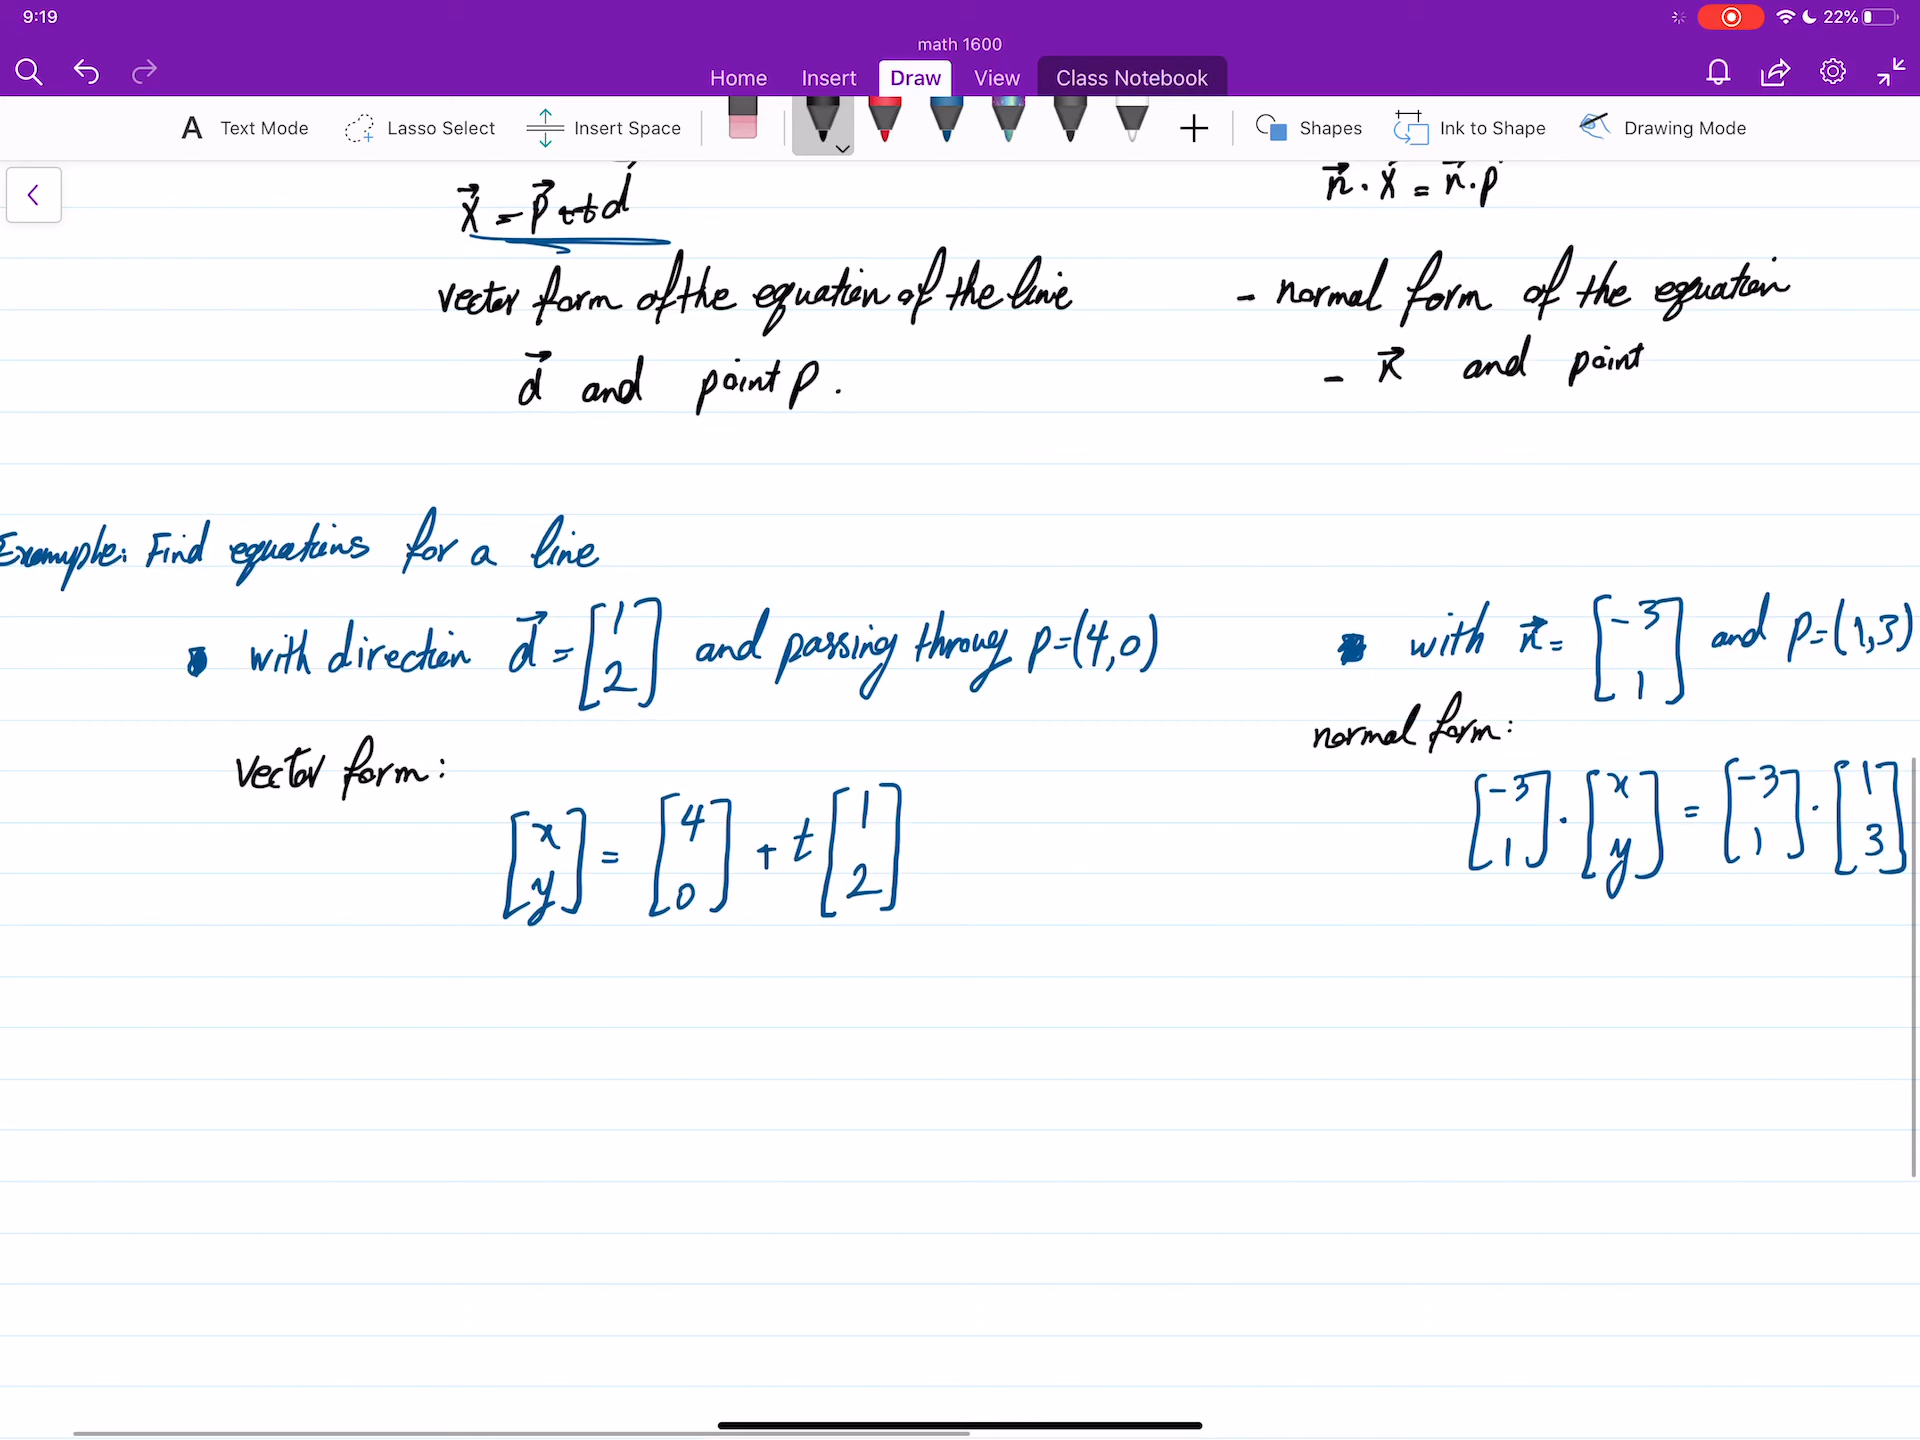 9:19
22%
math 1600
Home Insert Draw View Class Notebook
A Text Mode Lasso Select Insert Space Shapes Ink to Shape Drawing Mode
x⃗ = p⃗ + t d⃗
vector form of the equation of the line
d⃗ and point p.
n⃗ · x⃗ = n⃗ · p⃗
- normal form of the equation
- n⃗ and point
Example: Find equations for a line
• with direction d⃗ = [1 2] and passing throug p=(4,0)
vector form:
[x y] = [4 0] + t [1 2]
• with n⃗ = [-3 1] and p=(1,3)
normal form:
[-3 1] · [x y] = [-3 1] · [1 3]